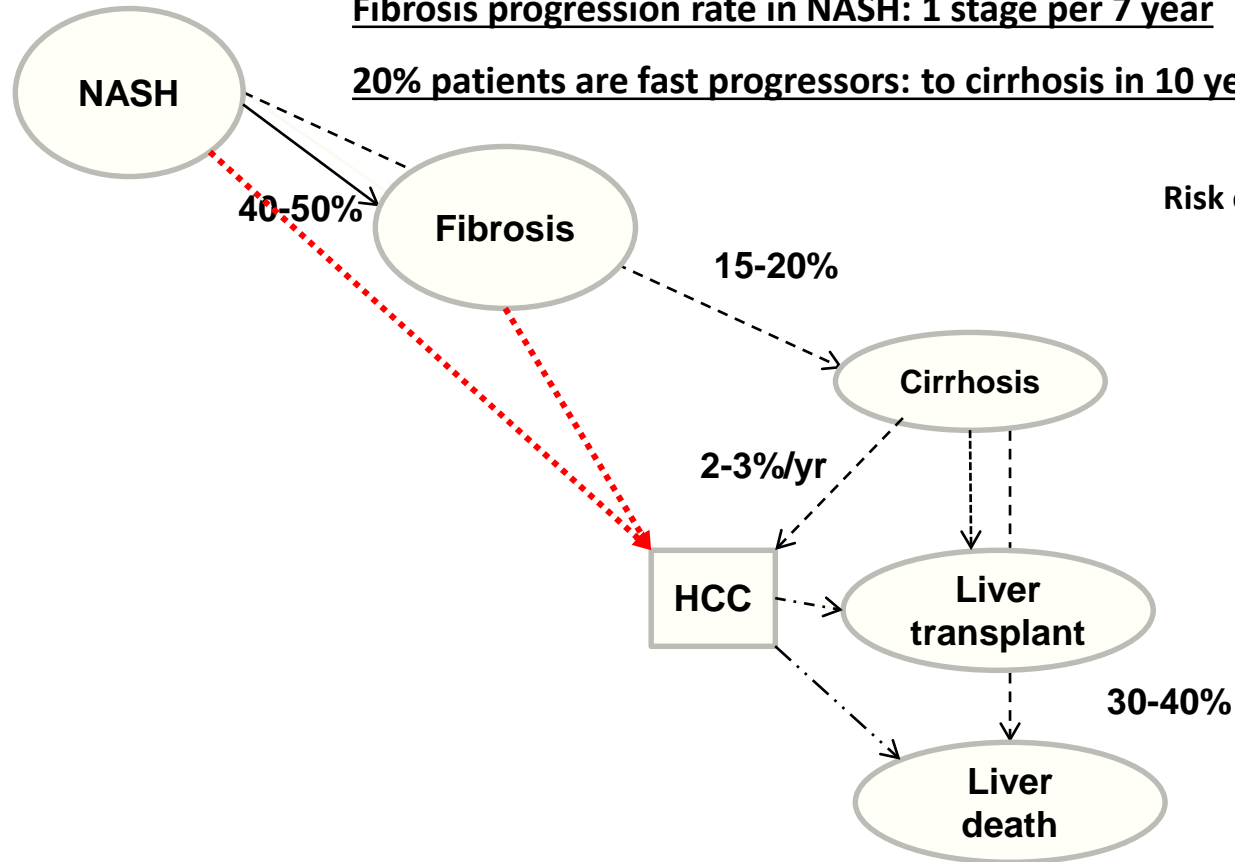 Fibrosis progression rate in NASH: 1 stage per 7 year
20% patients are fast progressors: to cirrhosis in 10 ye
NASH
Risk
40-50%
Fibrosis
15-20%
Cirrhosis
2-3%/yr
HCC
Liver
transplant
30-40%
Liver
death